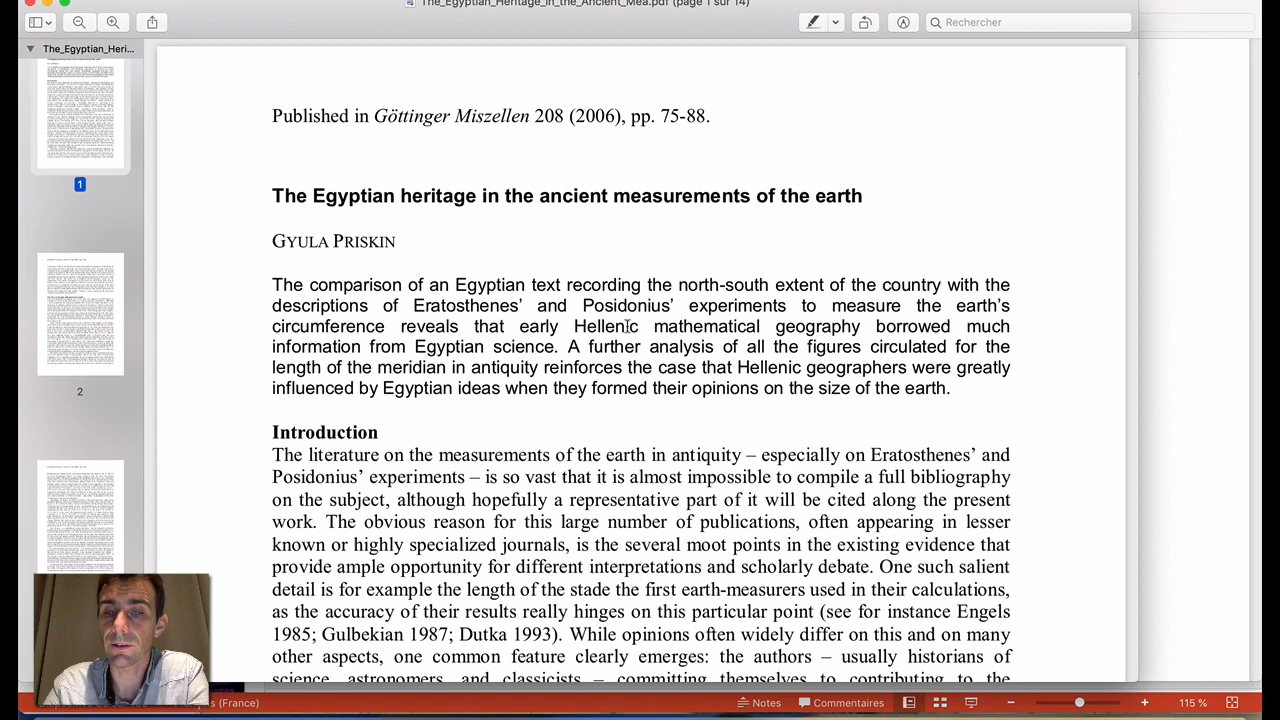 The_Egyptian_Heritage_in_the_Ancient_Mea.pdf (page 1 sur 14)
Rechercher
The_Egyptian_Heri...
Published in Göttinger Miszellen 208 (2006), pp. 75-88.
The Egyptian heritage in the ancient measurements of the earth
GYULA PRISKIN
The comparison of an Egyptian text recording the north-south extent of the country with the
descriptions of Eratosthenes’ and Posidonius’ experiments to measure the earth’s
circumference reveals that early Hellenic mathematical geography borrowed much
information from Egyptian science. A further analysis of all the figures circulated for the
length of the meridian in antiquity reinforces the case that Hellenic geographers were greatly
influenced by Egyptian ideas when they formed their opinions on the size of the earth.
Introduction
The literature on the measurements of the earth in antiquity – especially on Eratosthenes’ and
Posidonius’ experiments – is so vast that it is almost impossible to compile a full bibliography
on the subject, although hopefully a representative part of it will be cited along the present
work. The obvious reason for this large number of publications, often appearing in lesser
known or highly specialized journals, is the several moot points in the existing evidence that
provide ample opportunity for different interpretations and scholarly debate. One such salient
detail is for example the length of the stade the first earth-measurers used in their calculations,
as the accuracy of their results really hinges on this particular point (see for instance Engels
1985; Gulbekian 1987; Dutka 1993). While opinions often widely differ on this and on many
other aspects, one common feature clearly emerges: the authors – usually historians of
science, astronomers, and classicists – committing themselves to contributing to the
1
2
(France)
Notes
Commentaires
115 %